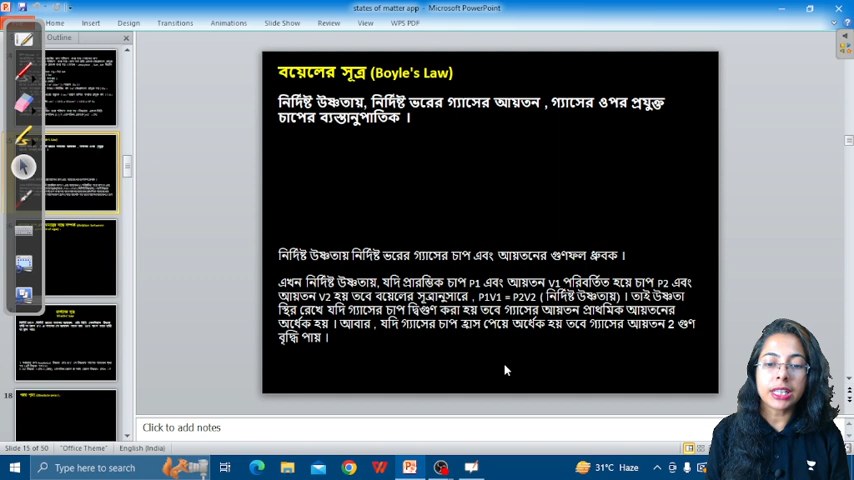 states of matter app - Microsoft PowerPoint
Home Insert Design Transitions Animations Slide Show Review View WPS PDF
Outline
বয়েলের সূত্র (Boyle's Law)
নির্দিষ্ট উষ্ণতায়, নির্দিষ্ট ভরের গ্যাসের আয়তন , গ্যাসের ওপর প্রযুক্ত
চাপের ব্যস্তানুপাতিক ।
নির্দিষ্ট উষ্ণতায় নির্দিষ্ট ভরের গ্যাসের চাপ এবং আয়তনের গুণফল ধ্রুবক ।
এখন নির্দিষ্ট উষ্ণতায়, যদি প্রারম্ভিক চাপ P1 এবং আয়তন V1 পরিবর্তিত হয়ে চাপ P2 এবং
আয়তন V2 হয় তবে বয়েলের সূত্রানুসারে , P1V1 = P2V2 ( নির্দিষ্ট উষ্ণতায়) । তাই উষ্ণতা
স্থির রেখে যদি গ্যাসের চাপ দ্বিগুণ করা হয় তবে গ্যাসের আয়তন প্রাথমিক আয়তনের
অর্ধেক হয় । আবার , যদি গ্যাসের চাপ হ্রাস পেয়ে অর্ধেক হয় তবে গ্যাসের আয়তন 2 গুণ
বৃদ্ধি পায় ।
18
Click to add notes
Slide 15 of 50 "Office Theme" English (India)
Type here to search
31°C Haze